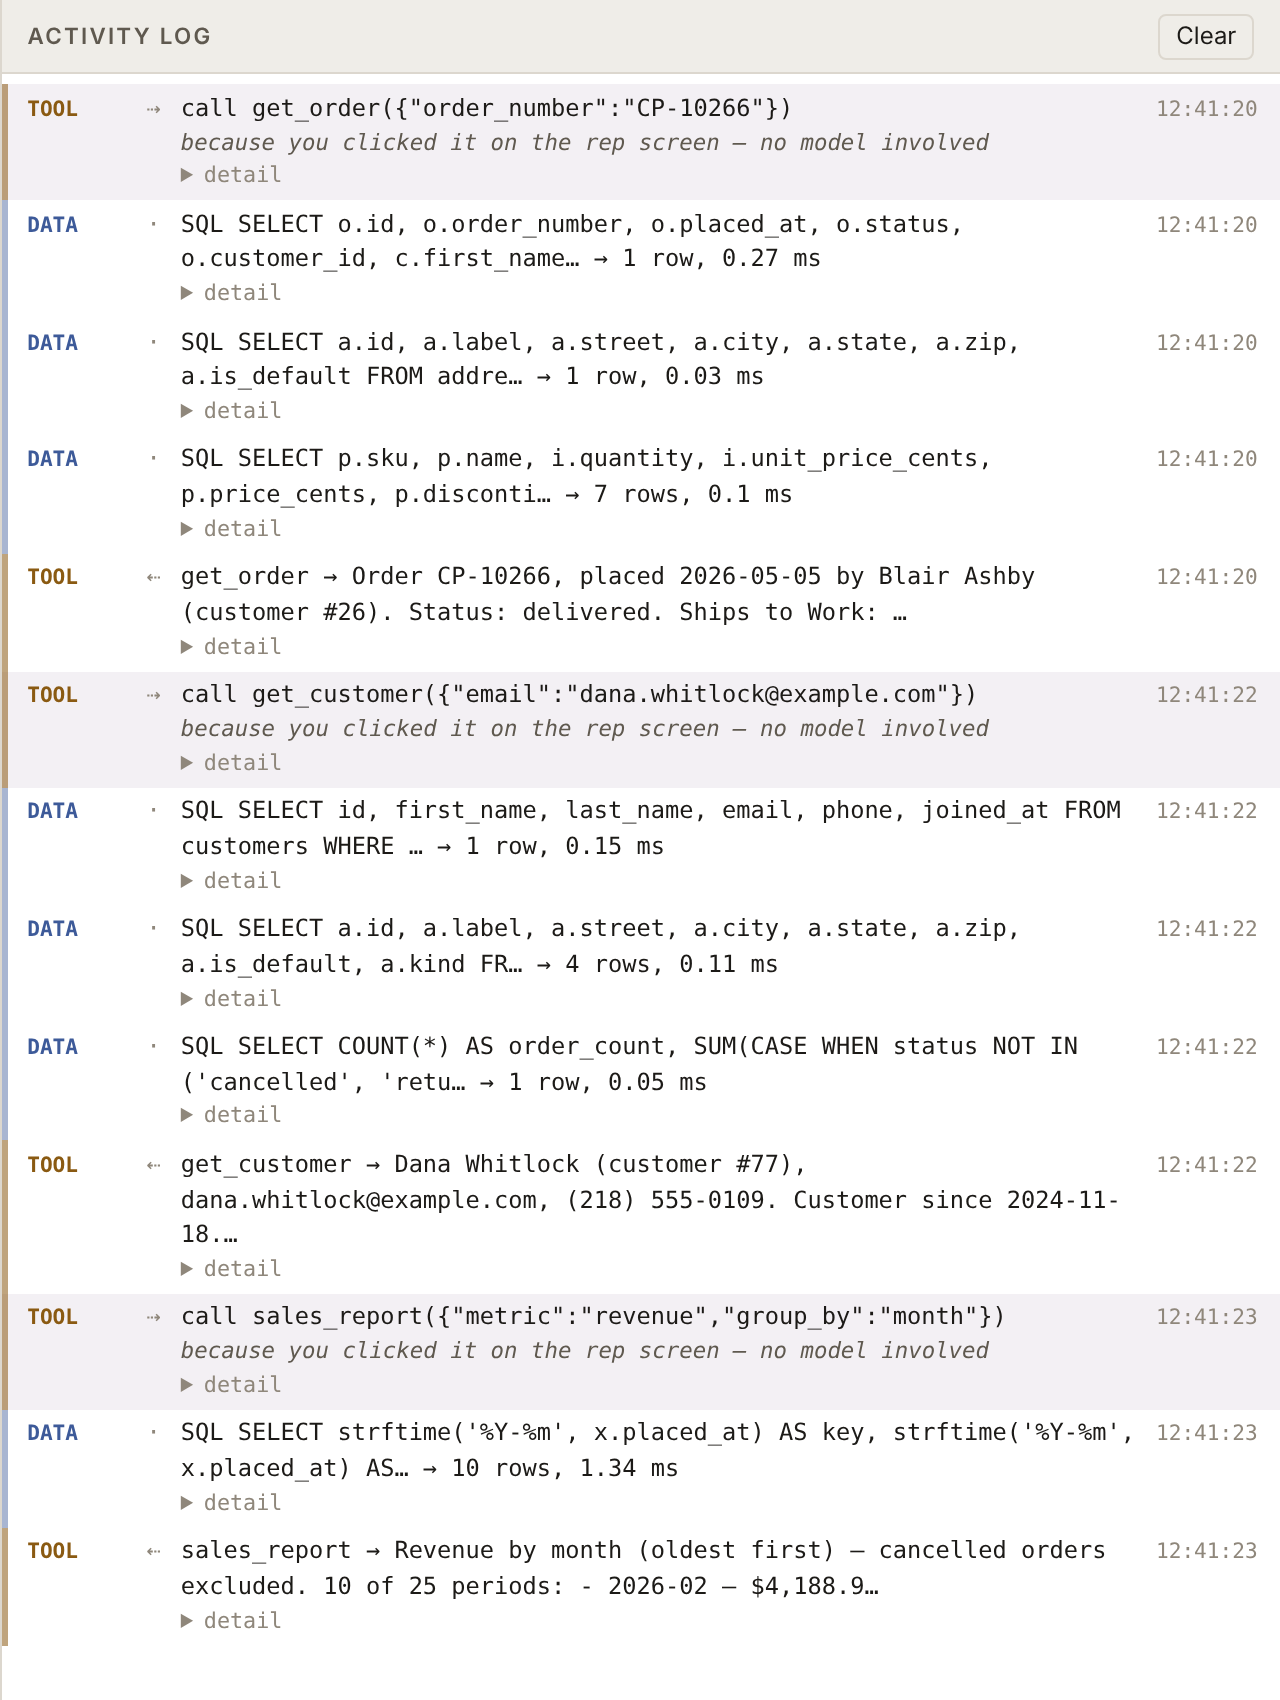 ACTIVITY LOG
Clear
TOOL ⇢ call get_order({"order_number":"CP-10266"}) 12:41:20
because you clicked it on the rep screen — no model involved
▶ detail
DATA · SQL SELECT o.id, o.order_number, o.placed_at, o.status, 12:41:20
o.customer_id, c.first_name… → 1 row, 0.27 ms
▶ detail
DATA · SQL SELECT a.id, a.label, a.street, a.city, a.state, a.zip, 12:41:20
a.is_default FROM addre… → 1 row, 0.03 ms
▶ detail
DATA · SQL SELECT p.sku, p.name, i.quantity, i.unit_price_cents, 12:41:20
p.price_cents, p.disconti… → 7 rows, 0.1 ms
▶ detail
TOOL ⇠ get_order → Order CP-10266, placed 2026-05-05 by Blair Ashby 12:41:20
(customer #26). Status: delivered. Ships to Work: …
▶ detail
TOOL ⇢ call get_customer({"email":"dana.whitlock@example.com"}) 12:41:22
because you clicked it on the rep screen — no model involved
▶ detail
DATA · SQL SELECT id, first_name, last_name, email, phone, joined_at FROM 12:41:22
customers WHERE … → 1 row, 0.15 ms
▶ detail
DATA · SQL SELECT a.id, a.label, a.street, a.city, a.state, a.zip, 12:41:22
a.is_default, a.kind FR… → 4 rows, 0.11 ms
▶ detail
DATA · SQL SELECT COUNT(*) AS order_count, SUM(CASE WHEN status NOT IN 12:41:22
('cancelled', 'retu… → 1 row, 0.05 ms
▶ detail
TOOL ⇠ get_customer → Dana Whitlock (customer #77), 12:41:22
dana.whitlock@example.com, (218) 555-0109. Customer since 2024-11-
18.…
▶ detail
TOOL ⇢ call sales_report({"metric":"revenue","group_by":"month"}) 12:41:23
because you clicked it on the rep screen — no model involved
▶ detail
DATA · SQL SELECT strftime('%Y-%m', x.placed_at) AS key, strftime('%Y-%m', 12:41:23
x.placed_at) AS… → 10 rows, 1.34 ms
▶ detail
TOOL ⇠ sales_report → Revenue by month (oldest first) — cancelled orders 12:41:23
excluded. 10 of 25 periods: - 2026-02 — $4,188.9…
▶ detail